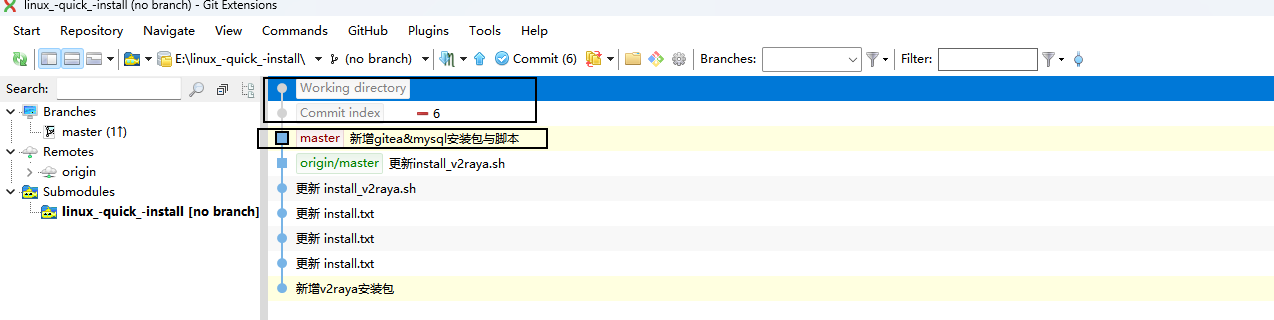 linux_-quick_-install (no branch) - Git Extensions
Start Repository Navigate View Commands GitHub Plugins Tools Help
E:\linux_-quick_-install\ (no branch) Commit (6) Branches: Filter:
Search:
Branches
master (1↑)
Remotes
origin
Submodules
linux_-quick_-install [no branch]
Working directory
Commit index 6
master 新增gitea&mysql安装包与脚本
origin/master 更新install_v2raya.sh
更新 install_v2raya.sh
更新 install.txt
更新 install.txt
更新 install.txt
新增v2raya安装包